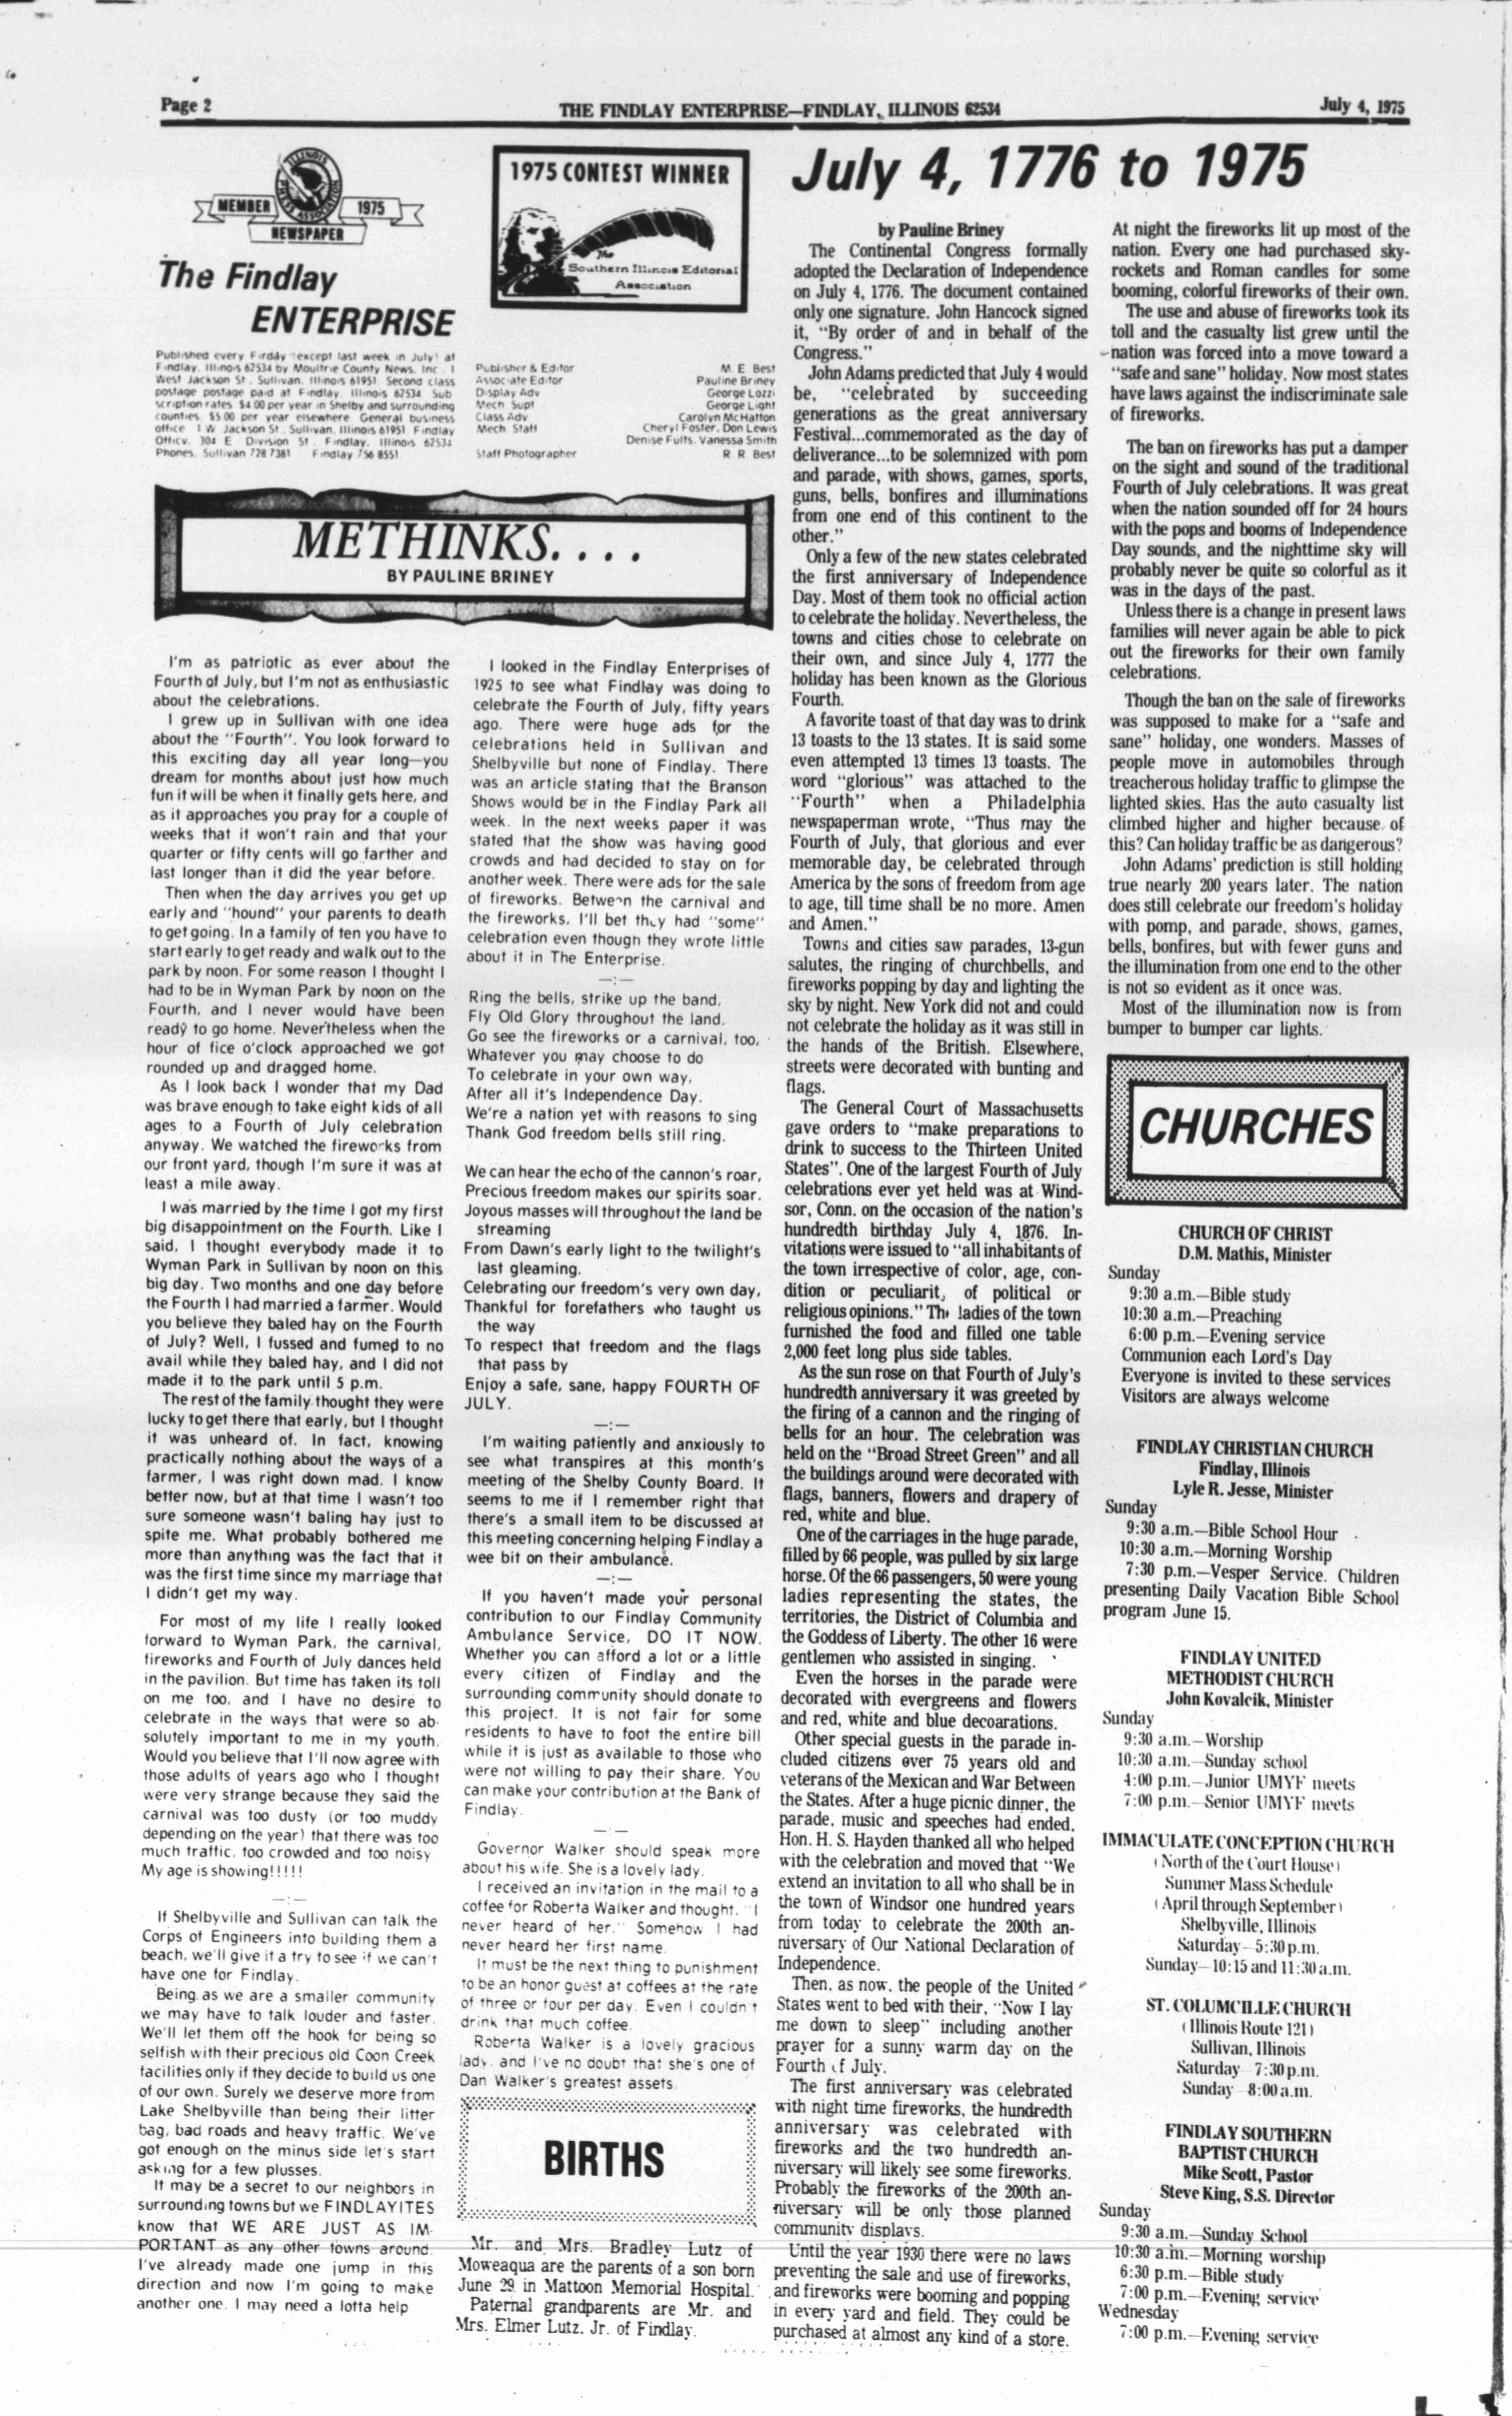 Page 2
THE FINDLAY ENTERPRISE—FINDLAY, ILLINOIS 62534
July 4, 1975
ILLINOIS
PRESS ASSOCIATION
MEMBER
1975
NEWSPAPER
The Findlay
ENTERPRISE
1975 CONTEST WINNER
The
Southern Illinois Editorial
Association
Published every Firday (except last week in July) at
Findlay, Illinois 62534 by Moultrie County News, Inc., 1
West Jackson St., Sullivan, Illinois 61951. Second class
postage postage paid at Findlay, Illinois 62534. Sub
scription rates $4.00 per year in Shelby and surrounding
counties. $5.00 per year elsewhere. General business
office 1 W Jackson St. Sullivan, Illinois 61951. Findlay
Officv. 304 E Division St., Findlay, Illinois 62534
Phones, Sullivan 728 7381 Findlay 756 8551
Publisher & Editor M. E. Best
Associate Editor Pauline Briney
Display Adv George Lozzi
Mech Supt George Light
Class Adv Carolyn McHatton
Mech Staff Cheryl Foster, Don Lewis
Denise Fults, Vanessa Smith
Staff Photographer R. R. Best
METHINKS....
BY PAULINE BRINEY
I'm as patriotic as ever about the
Fourth of July, but I'm not as enthusiastic
about the celebrations.
I grew up in Sullivan with one idea
about the "Fourth". You look forward to
this exciting day all year long—you
dream for months about just how much
fun it will be when it finally gets here, and
as it approaches you pray for a couple of
weeks that it won't rain and that your
quarter or fifty cents will go farther and
last longer than it did the year before.
Then when the day arrives you get up
early and "hound" your parents to death
to get going. In a family of ten you have to
start early to get ready and walk out to the
park by noon. For some reason I thought I
had to be in Wyman Park by noon on the
Fourth, and I never would have been
ready to go home. Nevertheless when the
hour of fice o'clock approached we got
rounded up and dragged home.
As I look back I wonder that my Dad
was brave enough to take eight kids of all
ages to a Fourth of July celebration
anyway. We watched the fireworks from
our front yard, though I'm sure it was at
least a mile away.
I was married by the time I got my first
big disappointment on the Fourth. Like I
said, I thought everybody made it to
Wyman Park in Sullivan by noon on this
big day. Two months and one day before
the Fourth I had married a farmer. Would
you believe they baled hay on the Fourth
of July? Well, I fussed and fumed to no
avail while they baled hay, and I did not
made it to the park until 5 p.m.
The rest of the family thought they were
lucky to get there that early, but I thought
it was unheard of. In fact, knowing
practically nothing about the ways of a
farmer, I was right down mad. I know
better now, but at that time I wasn't too
sure someone wasn't baling hay just to
spite me. What probably bothered me
more than anything was the fact that it
was the first time since my marriage that
I didn't get my way.
For most of my life I really looked
forward to Wyman Park, the carnival,
fireworks and Fourth of July dances held
in the pavilion. But time has taken its toll
on me too, and I have no desire to
celebrate in the ways that were so ab-
solutely important to me in my youth.
Would you believe that I'll now agree with
those adults of years ago who I thought
were very strange because they said the
carnival was too dusty (or too muddy
depending on the year) that there was too
much traffic, too crowded and too noisy.
My age is showing!!!!!
—:—
If Shelbyville and Sullivan can talk the
Corps of Engineers into building them a
beach, we'll give it a try to see if we can't
have one for Findlay.
Being as we are a smaller community
we may have to talk louder and faster.
We'll let them off the hook for being so
selfish with their precious old Coon Creek
facilities only if they decide to build us one
of our own. Surely we deserve more from
Lake Shelbyville than being their litter
bag, bad roads and heavy traffic. We've
got enough on the minus side let's start
asking for a few plusses.
It may be a secret to our neighbors in
surrounding towns but we FINDLAYITES
know that WE ARE JUST AS IM-
PORTANT as any other towns around.
I've already made one jump in this
direction and now I'm going to make
another one. I may need a lotta help
I looked in the Findlay Enterprises of
1925 to see what Findlay was doing to
celebrate the Fourth of July, fifty years
ago. There were huge ads for the
celebrations held in Sullivan and
Shelbyville but none of Findlay. There
was an article stating that the Branson
Shows would be in the Findlay Park all
week. In the next weeks paper it was
stated that the show was having good
crowds and had decided to stay on for
another week. There were ads for the sale
of fireworks. Between the carnival and
the fireworks, I'll bet they had "some"
celebration even though they wrote little
about it in The Enterprise.
—:—
Ring the bells, strike up the band,
Fly Old Glory throughout the land.
Go see the fireworks or a carnival, too,
Whatever you may choose to do
To celebrate in your own way,
After all it's Independence Day.
We're a nation yet with reasons to sing
Thank God freedom bells still ring.
We can hear the echo of the cannon's roar,
Precious freedom makes our spirits soar.
Joyous masses will throughout the land be
streaming
From Dawn's early light to the twilight's
last gleaming.
Celebrating our freedom's very own day,
Thankful for forefathers who taught us
the way
To respect that freedom and the flags
that pass by
Enjoy a safe, sane, happy FOURTH OF
JULY.
—:—
I'm waiting patiently and anxiously to
see what transpires at this month's
meeting of the Shelby County Board. It
seems to me if I remember right that
there's a small item to be discussed at
this meeting concerning helping Findlay a
wee bit on their ambulance.
—:—
If you haven't made your personal
contribution to our Findlay Community
Ambulance Service, DO IT NOW.
Whether you can afford a lot or a little
every citizen of Findlay and the
surrounding community should donate to
this project. It is not fair for some
residents to have to foot the entire bill
while it is just as available to those who
were not willing to pay their share. You
can make your contribution at the Bank of
Findlay.
—:—
Governor Walker should speak more
about his wife. She is a lovely lady.
I received an invitation in the mail to a
coffee for Roberta Walker and thought, "I
never heard of her." Somehow I had
never heard her first name.
It must be the next thing to punishment
to be an honor guest at coffees at the rate
of three or four per day. Even I couldn't
drink that much coffee.
Roberta Walker is a lovely gracious
lady, and I've no doubt that she's one of
Dan Walker's greatest assets.
BIRTHS
Mr. and Mrs. Bradley Lutz of
Moweaqua are the parents of a son born
June 29 in Mattoon Memorial Hospital.
Paternal grandparents are Mr. and
Mrs. Elmer Lutz, Jr. of Findlay.
July 4, 1776 to 1975
by Pauline Briney
The Continental Congress formally
adopted the Declaration of Independence
on July 4, 1776. The document contained
only one signature. John Hancock signed
it, "By order of and in behalf of the
Congress."
John Adams predicted that July 4 would
be, "celebrated by succeeding
generations as the great anniversary
Festival...commemorated as the day of
deliverance...to be solemnized with pom
and parade, with shows, games, sports,
guns, bells, bonfires and illuminations
from one end of this continent to the
other."
Only a few of the new states celebrated
the first anniversary of Independence
Day. Most of them took no official action
to celebrate the holiday. Nevertheless, the
towns and cities chose to celebrate on
their own, and since July 4, 1777 the
holiday has been known as the Glorious
Fourth.
A favorite toast of that day was to drink
13 toasts to the 13 states. It is said some
even attempted 13 times 13 toasts. The
word "glorious" was attached to the
"Fourth" when a Philadelphia
newspaperman wrote, "Thus may the
Fourth of July, that glorious and ever
memorable day, be celebrated through
America by the sons of freedom from age
to age, till time shall be no more. Amen
and Amen."
Towns and cities saw parades, 13-gun
salutes, the ringing of churchbells, and
fireworks popping by day and lighting the
sky by night. New York did not and could
not celebrate the holiday as it was still in
the hands of the British. Elsewhere,
streets were decorated with bunting and
flags.
The General Court of Massachusetts
gave orders to "make preparations to
drink to success to the Thirteen United
States". One of the largest Fourth of July
celebrations ever yet held was at Wind-
sor, Conn. on the occasion of the nation's
hundredth birthday July 4, 1876. In-
vitations were issued to "all inhabitants of
the town irrespective of color, age, con-
dition or peculiarity of political or
religious opinions." The ladies of the town
furnished the food and filled one table
2,000 feet long plus side tables.
As the sun rose on that Fourth of July's
hundredth anniversary it was greeted by
the firing of a cannon and the ringing of
bells for an hour. The celebration was
held on the "Broad Street Green" and all
the buildings around were decorated with
flags, banners, flowers and drapery of
red, white and blue.
One of the carriages in the huge parade,
filled by 66 people, was pulled by six large
horse. Of the 66 passengers, 50 were young
ladies representing the states, the
territories, the District of Columbia and
the Goddess of Liberty. The other 16 were
gentlemen who assisted in singing.
Even the horses in the parade were
decorated with evergreens and flowers
and red, white and blue decoarations.
Other special guests in the parade in-
cluded citizens over 75 years old and
veterans of the Mexican and War Between
the States. After a huge picnic dinner, the
parade, music and speeches had ended,
Hon. H. S. Hayden thanked all who helped
with the celebration and moved that "We
extend an invitation to all who shall be in
the town of Windsor one hundred years
from today to celebrate the 200th an-
niversary of Our National Declaration of
Independence.
Then, as now, the people of the United
States went to bed with their, "Now I lay
me down to sleep" including another
prayer for a sunny warm day on the
Fourth of July.
The first anniversary was celebrated
with night time fireworks, the hundredth
anniversary was celebrated with
fireworks and the two hundredth an-
niversary will likely see some fireworks.
Probably the fireworks of the 200th an-
niversary will be only those planned
community displays.
Until the year 1930 there were no laws
preventing the sale and use of fireworks,
and fireworks were booming and popping
in every yard and field. They could be
purchased at almost any kind of a store.
At night the fireworks lit up most of the
nation. Every one had purchased sky-
rockets and Roman candles for some
booming, colorful fireworks of their own.
The use and abuse of fireworks took its
toll and the casualty list grew until the
nation was forced into a move toward a
"safe and sane" holiday. Now most states
have laws against the indiscriminate sale
of fireworks.
The ban on fireworks has put a damper
on the sight and sound of the traditional
Fourth of July celebrations. It was great
when the nation sounded off for 24 hours
with the pops and booms of Independence
Day sounds, and the nighttime sky will
probably never be quite so colorful as it
was in the days of the past.
Unless there is a change in present laws
families will never again be able to pick
out the fireworks for their own family
celebrations.
Though the ban on the sale of fireworks
was supposed to make for a "safe and
sane" holiday, one wonders. Masses of
people move in automobiles through
treacherous holiday traffic to glimpse the
lighted skies. Has the auto casualty list
climbed higher and higher because of
this? Can holiday traffic be as dangerous?
John Adams' prediction is still holding
true nearly 200 years later. The nation
does still celebrate our freedom's holiday
with pomp, and parade, shows, games,
bells, bonfires, but with fewer guns and
the illumination from one end to the other
is not so evident as it once was.
Most of the illumination now is from
bumper to bumper car lights.
CHURCHES
CHURCH OF CHRIST
D.M. Mathis, Minister
Sunday
9:30 a.m.—Bible study
10:30 a.m.—Preaching
6:00 p.m.—Evening service
Communion each Lord's Day
Everyone is invited to these services
Visitors are always welcome
FINDLAY CHRISTIAN CHURCH
Findlay, Illinois
Lyle R. Jesse, Minister
Sunday
9:30 a.m.—Bible School Hour
10:30 a.m.—Morning Worship
7:30 p.m.—Vesper Service. Children
presenting Daily Vacation Bible School
program June 15.
FINDLAY UNITED
METHODIST CHURCH
John Kovalcik, Minister
Sunday
9:30 a.m.—Worship
10:30 a.m.—Sunday school
4:00 p.m.—Junior UMYF meets
7:00 p.m.—Senior UMYF meets
IMMACULATE CONCEPTION CHURCH
(North of the Court House)
Summer Mass Schedule
(April through September)
Shelbyville, Illinois
Saturday—5:30 p.m.
Sunday—10:15 and 11:30 a.m.
ST. COLUMCILLE CHURCH
(Illinois Route 121)
Sullivan, Illinois
Saturday 7:30 p.m.
Sunday 8:00 a.m.
FINDLAY SOUTHERN
BAPTIST CHURCH
Mike Scott, Pastor
Steve King, S.S. Director
Sunday
9:30 a.m.—Sunday School
10:30 a.m.—Morning worship
6:30 p.m.—Bible study
7:00 p.m.—Evening service
Wednesday
7:00 p.m.—Evening service